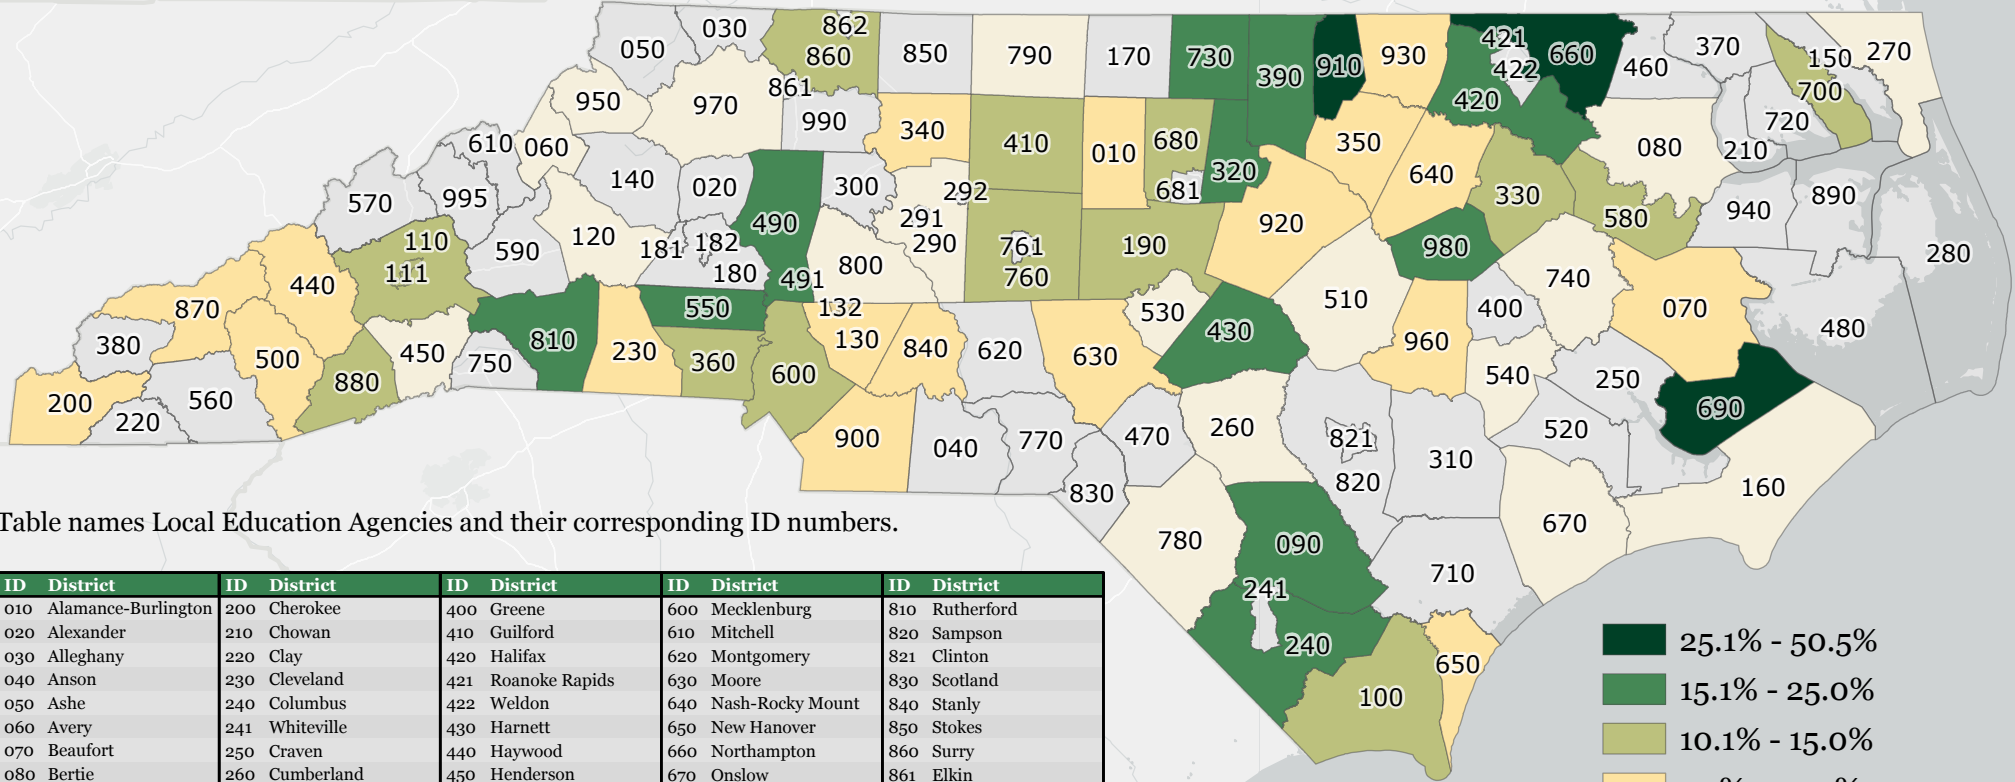 050 030 862 860 850 790 170 730 390 910 930 421 422 660 460 370 150 270
950 970 861 990 340 410 010 680 681 320 350 420 640 330 080 210 720 700
610 060 140 020 300 292 291 290 920 980 580 940 890 280
570 995 590 120 181 182 180 490 491 800 761 760 190 740
110 111 440 870 380 500 810 550 132 530 430 510 400 070 480
200 220 560 880 450 750 230 360 600 130 840 620 630 960 540 250 690
900 040 770 470 260 821 820 310 520 160
830 780 090 710 670
241 240 100 650
Table names Local Education Agencies and their corresponding ID numbers.
ID District ID District ID District ID District ID District
010 Alamance-Burlington 200 Cherokee 400 Greene 600 Mecklenburg 810 Rutherford
020 Alexander 210 Chowan 410 Guilford 610 Mitchell 820 Sampson
030 Alleghany 220 Clay 420 Halifax 620 Montgomery 821 Clinton
040 Anson 230 Cleveland 421 Roanoke Rapids 630 Moore 830 Scotland
050 Ashe 240 Columbus 422 Weldon 640 Nash-Rocky Mount 840 Stanly
060 Avery 241 Whiteville 430 Harnett 650 New Hanover 850 Stokes
070 Beaufort 250 Craven 440 Haywood 660 Northampton 860 Surry
080 Bertie 260 Cumberland 450 Henderson 670 Onslow 861 Elkin
25.1% - 50.5%
15.1% - 25.0%
10.1% - 15.0%